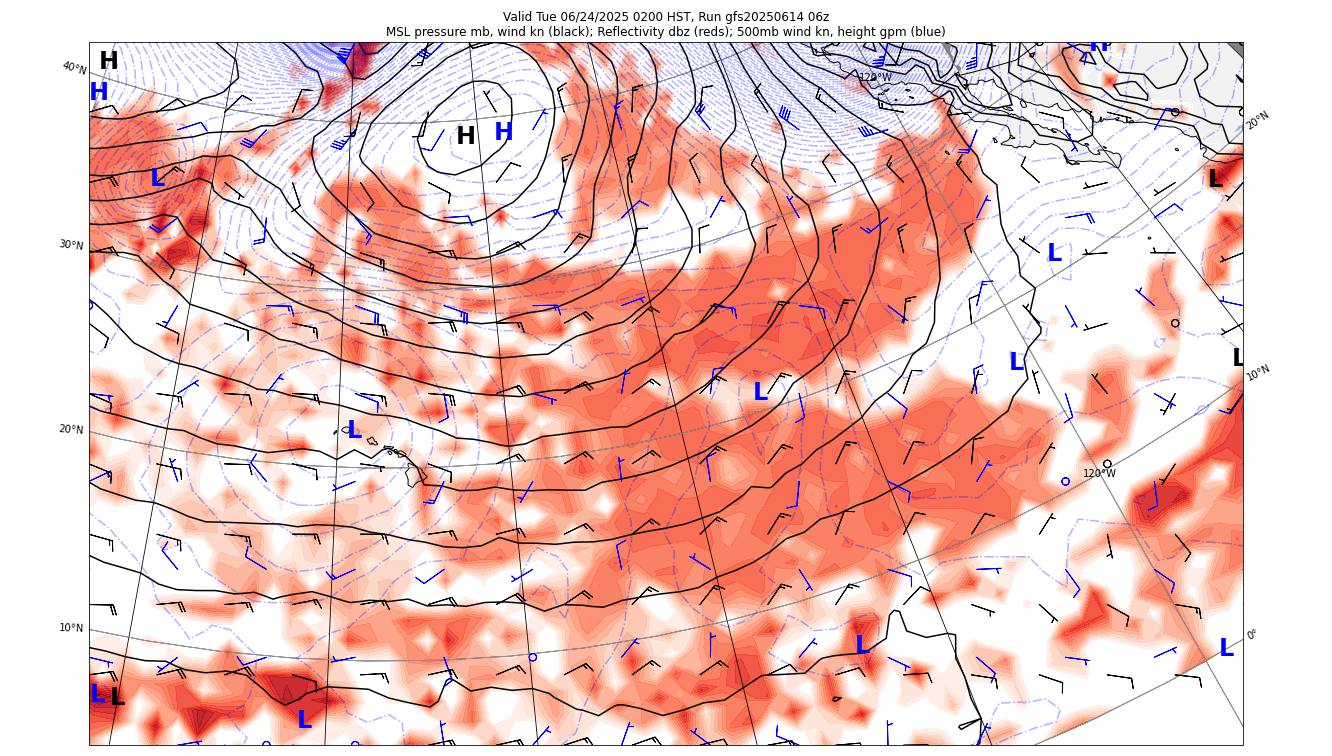 Valid Tue 06/24/2025 0200 HST, Run gfs20250614 06z
MSL pressure mb, wind kn (black); Reflectivity dbz (reds); 500mb wind kn, height gpm (blue)
H
H
40°N
H
120°W
H
H
20°N
L
L
30°N
L
L
L
10°N
L
20°N
L
120°W
10°N
L
0°
L
L
L
L